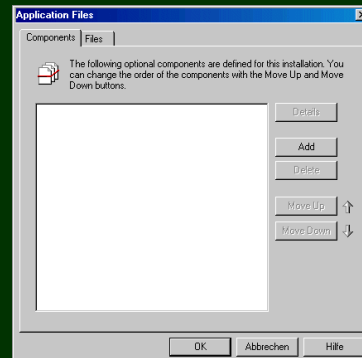 Application Files
Components
Files
The following optional components are defined for this installation. You
can change the order of the components with the Move Up and Move
Down buttons.
Details
Add
Delete
Move Up
Move Down
OK
Abbrechen
Hilfe